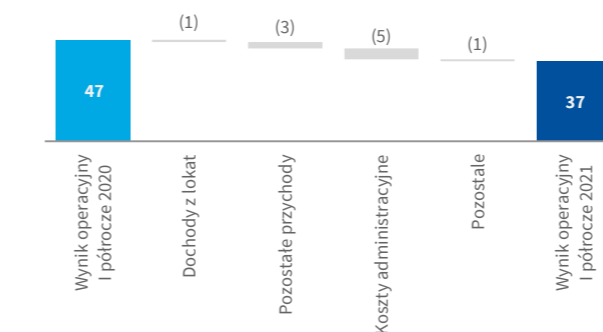 (1)
(3)
(5)
(1)
47
37
Wynik operacyjny
I półrocze 2020
Dochody z lokat
Pozostałe przychody
Koszty administracyjne
Pozostale
Wynik operacyjny
I półrocze 2021